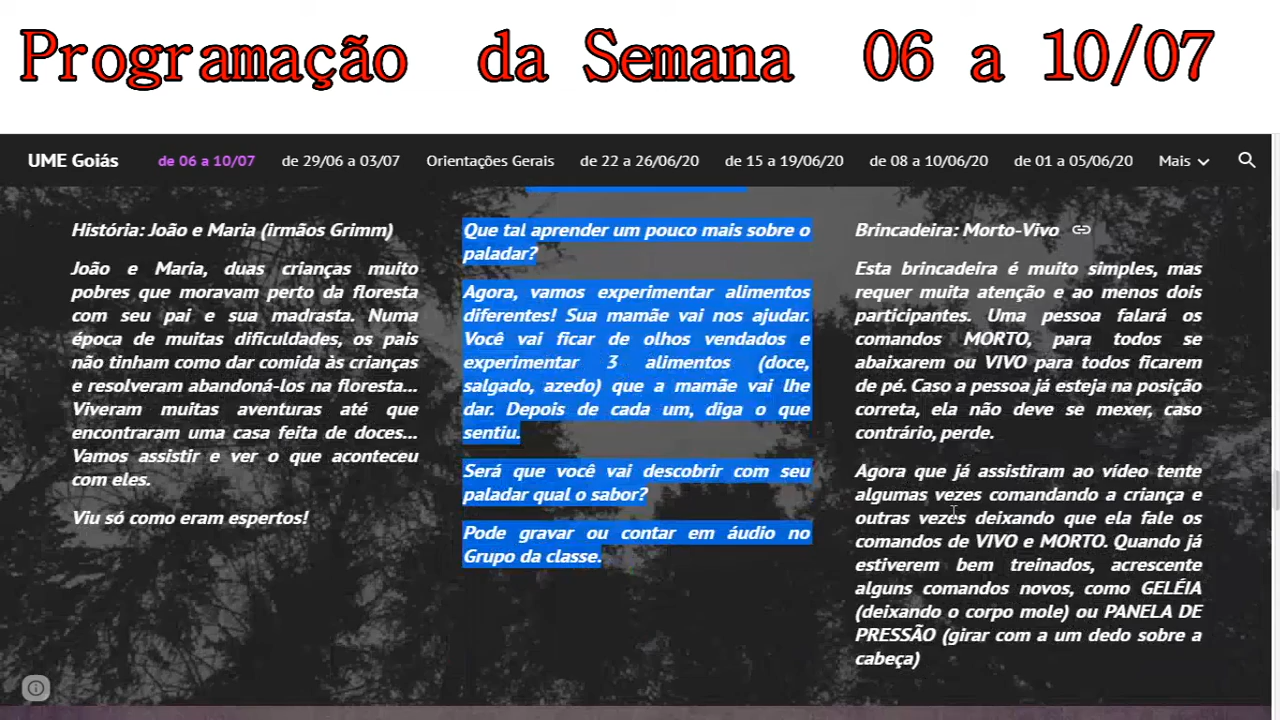 Programação da Semana 06 a 10/07
UME Goiás de 06 a 10/07 de 29/06 a 03/07 Orientações Gerais de 22 a 26/06/20 de 15 a 19/06/20 de 08 a 10/06/20 de 01 a 05/06/20 Mais
História: João e Maria (irmãos Grimm)
João e Maria, duas crianças muito
pobres que moravam perto da floresta
com seu pai e sua madrasta. Numa
época de muitas dificuldades, os pais
não tinham como dar comida às crianças
e resolveram abandoná-los na floresta...
Viveram muitas aventuras até que
encontraram uma casa feita de doces...
Vamos assistir e ver o que aconteceu
com eles.
Viu só como eram espertos!
Que tal aprender um pouco mais sobre o
paladar?
Agora, vamos experimentar alimentos
diferentes! Sua mamãe vai nos ajudar.
Você vai ficar de olhos vendados e
experimentar 3 alimentos (doce,
salgado, azedo) que a mamãe vai lhe
dar. Depois de cada um, diga o que
sentiu.
Será que você vai descobrir com seu
paladar qual o sabor?
Pode gravar ou contar em áudio no
Grupo da classe.
Brincadeira: Morto-Vivo
Esta brincadeira é muito simples, mas
requer muita atenção e ao menos dois
participantes. Uma pessoa falará os
comandos MORTO, para todos se
abaixarem ou VIVO para todos ficarem
de pé. Caso a pessoa já esteja na posição
correta, ela não deve se mexer, caso
contrário, perde.
Agora que já assistiram ao vídeo tente
algumas vezes comandando a criança e
outras vezes deixando que ela fale os
comandos de VIVO e MORTO. Quando já
estiverem bem treinados, acrescente
alguns comandos novos, como GELÉIA
(deixando o corpo mole) ou PANELA DE
PRESSÃO (girar com a um dedo sobre a
cabeça)